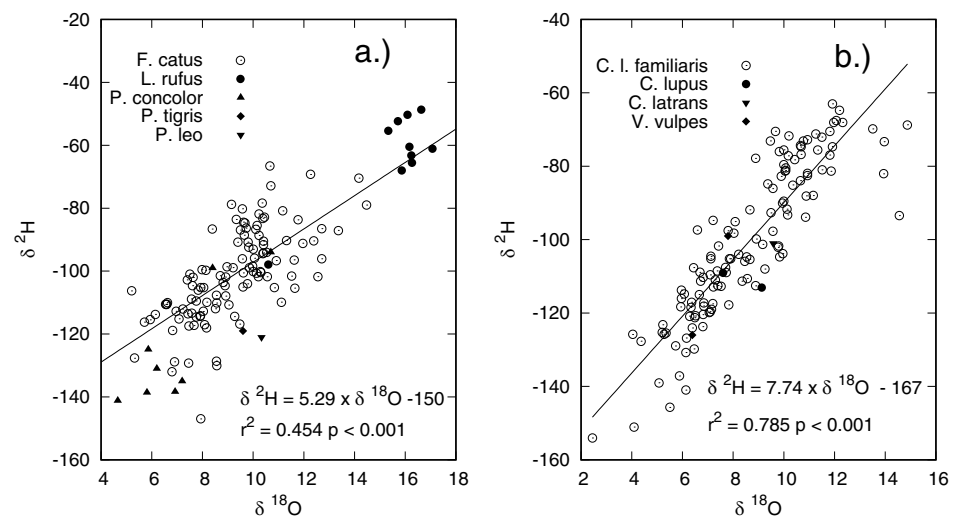 a.)
F. catus
L. rufus
P. concolor
P. tigris
P. leo
-20
-40
-60
-80
-100
-120
-140
-160
δ ²H
δ ²H = 5.29 x δ ¹⁸O -150
r² = 0.454 p < 0.001
4 6 8 10 12 14 16 18
δ ¹⁸O
b.)
C. l. familiaris
C. lupus
C. latrans
V. vulpes
-40
-60
-80
-100
-120
-140
-160
δ ²H
δ ²H = 7.74 x δ ¹⁸O - 167
r² = 0.785 p < 0.001
2 4 6 8 10 12 14 16
δ ¹⁸O